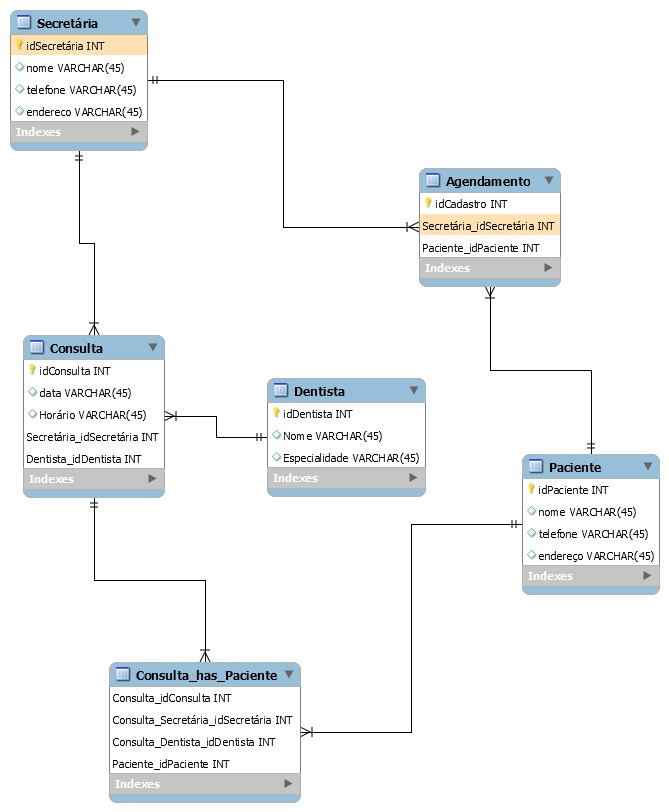 Secretária
idSecretária INT
nome VARCHAR(45)
telefone VARCHAR(45)
endereco VARCHAR(45)
Indexes
Agendamento
idCadastro INT
Secretária_idSecretária INT
Paciente_idPaciente INT
Indexes
Consulta
idConsulta INT
data VARCHAR(45)
Horário VARCHAR(45)
Secretária_idSecretária INT
Dentista_idDentista INT
Indexes
Dentista
idDentista INT
Nome VARCHAR(45)
Especialidade VARCHAR(45)
Indexes
Paciente
idPaciente INT
nome VARCHAR(45)
telefone VARCHAR(45)
endereço VARCHAR(45)
Indexes
Consulta_has_Paciente
Consulta_idConsulta INT
Consulta_Secretária_idSecretária INT
Consulta_Dentista_idDentista INT
Paciente_idPaciente INT
Indexes